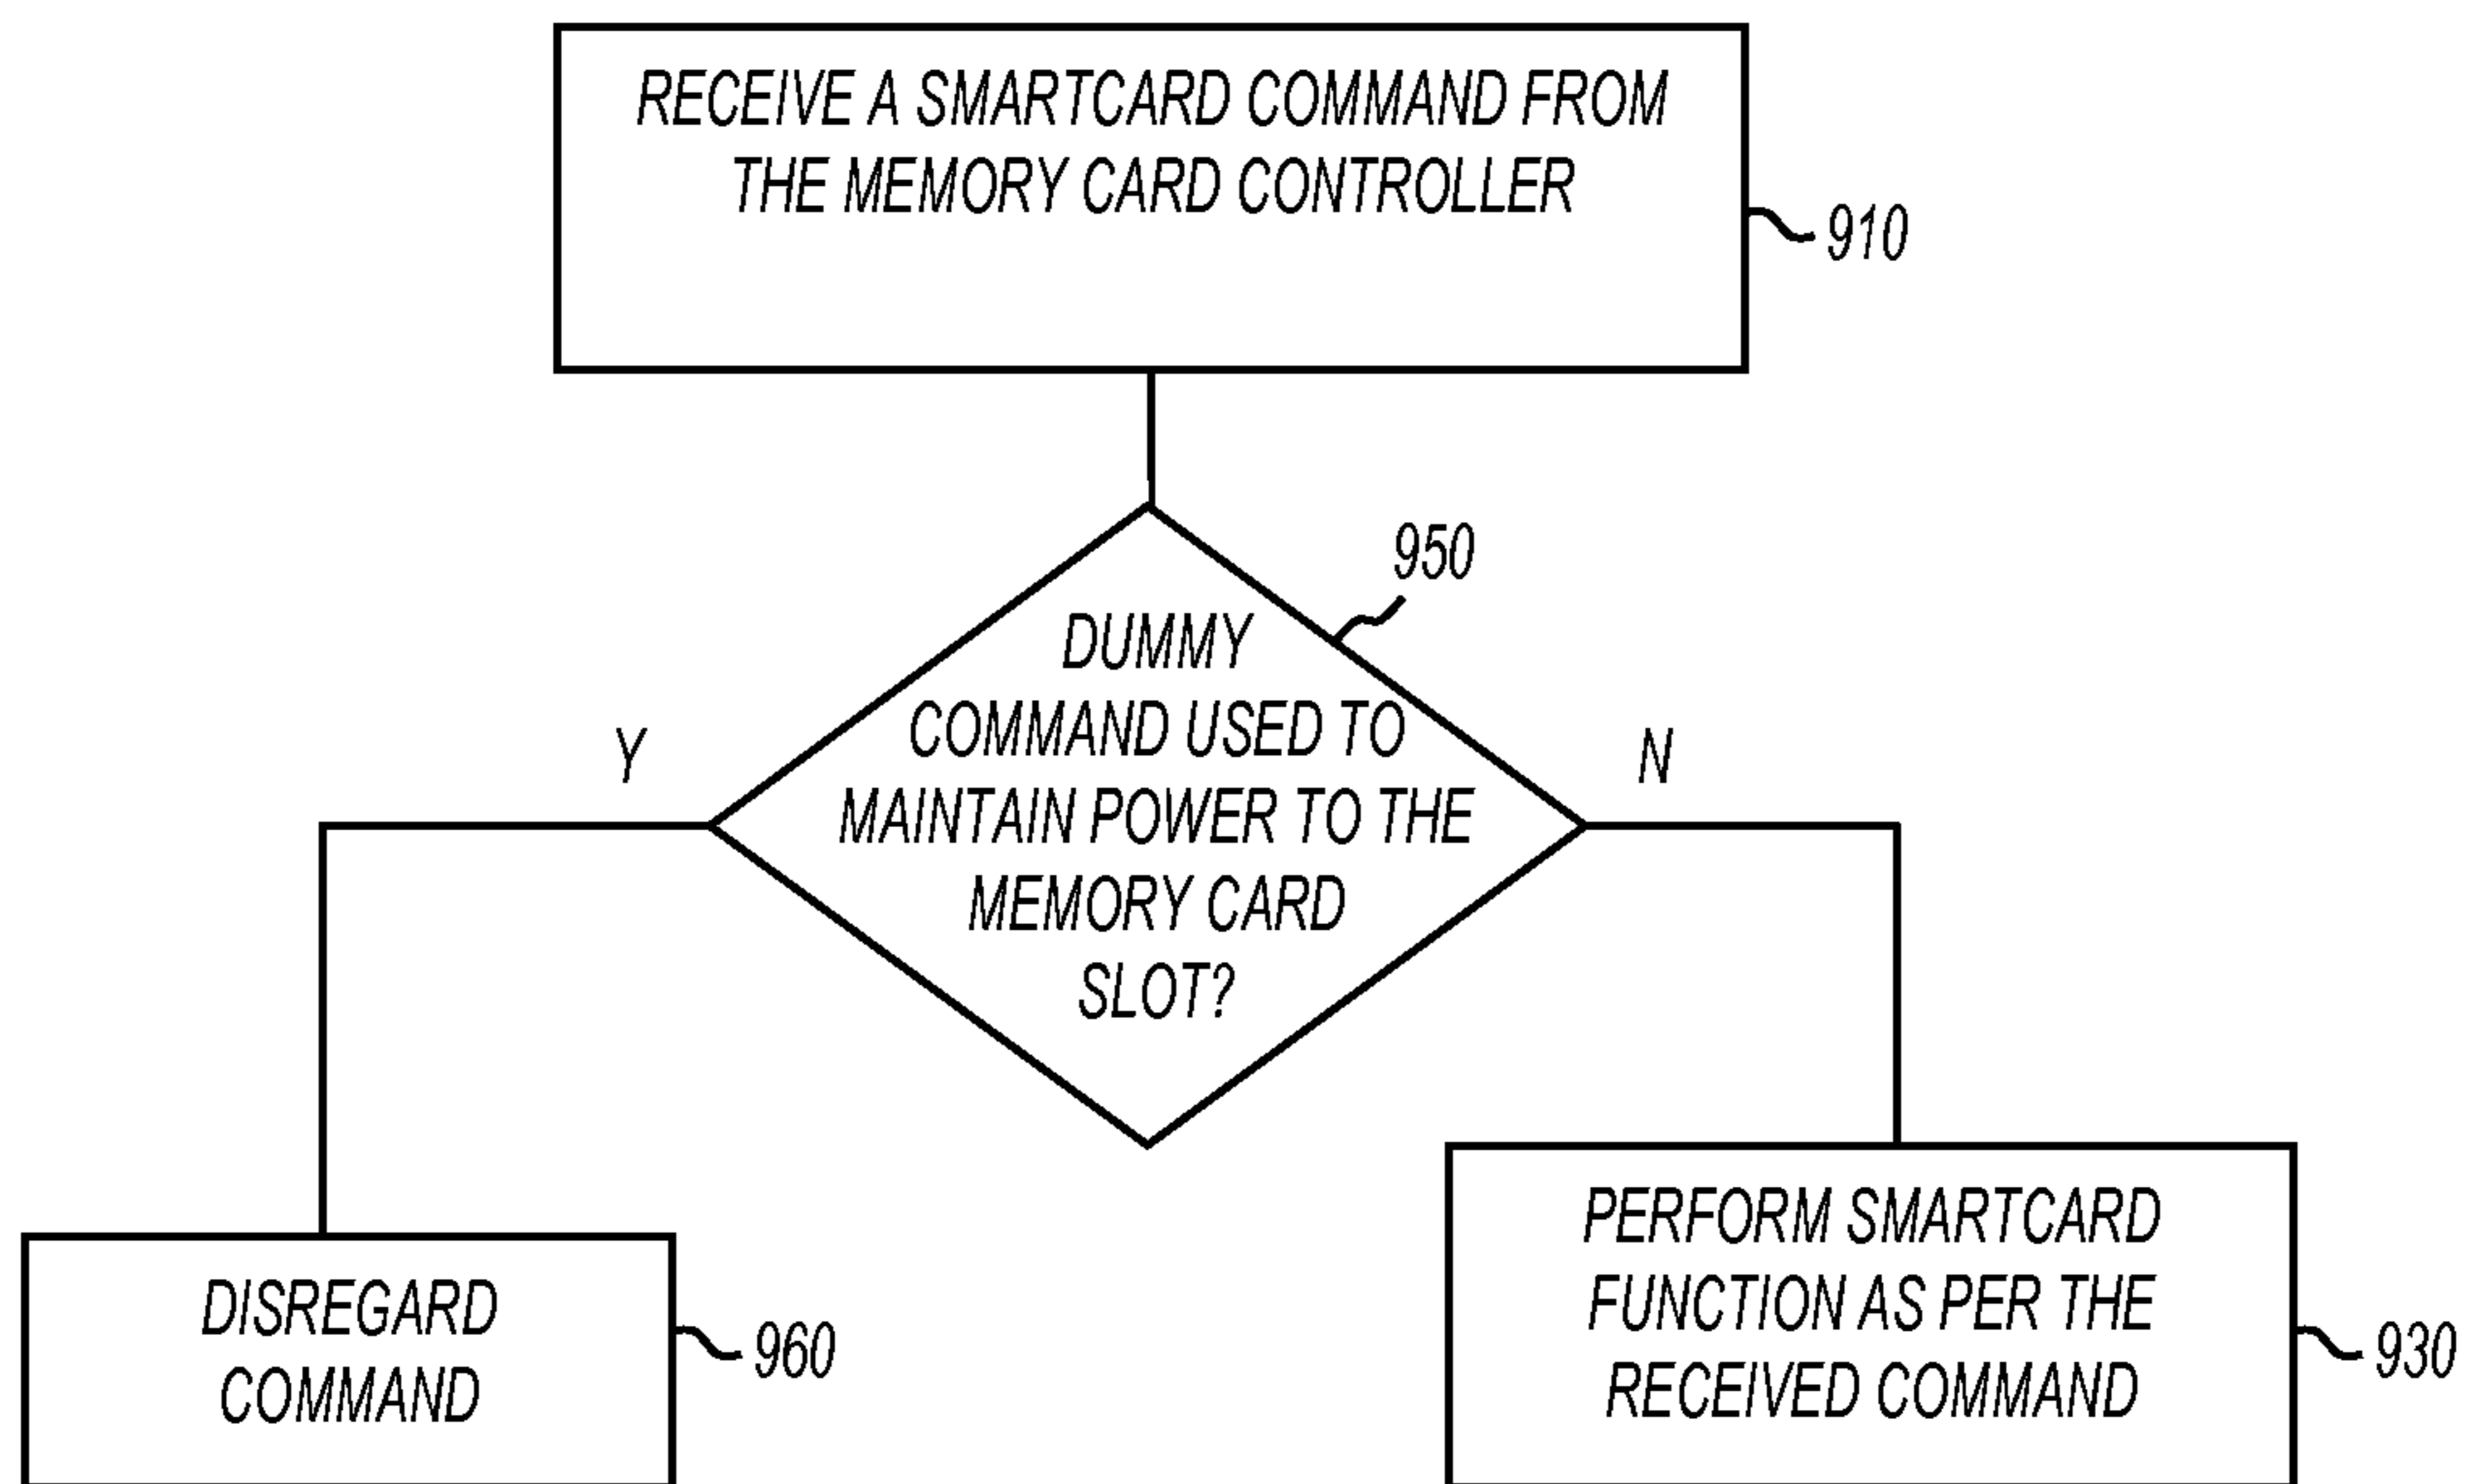 RECEIVE A SMARTCARD COMMAND FROM
THE MEMORY CARD CONTROLLER
910
950
DUMMY
COMMAND USED TO
MAINTAIN POWER TO THE
MEMORY CARD
SLOT?
Y
N
DISREGARD
COMMAND
960
PERFORM SMARTCARD
FUNCTION AS PER THE
RECEIVED COMMAND
930